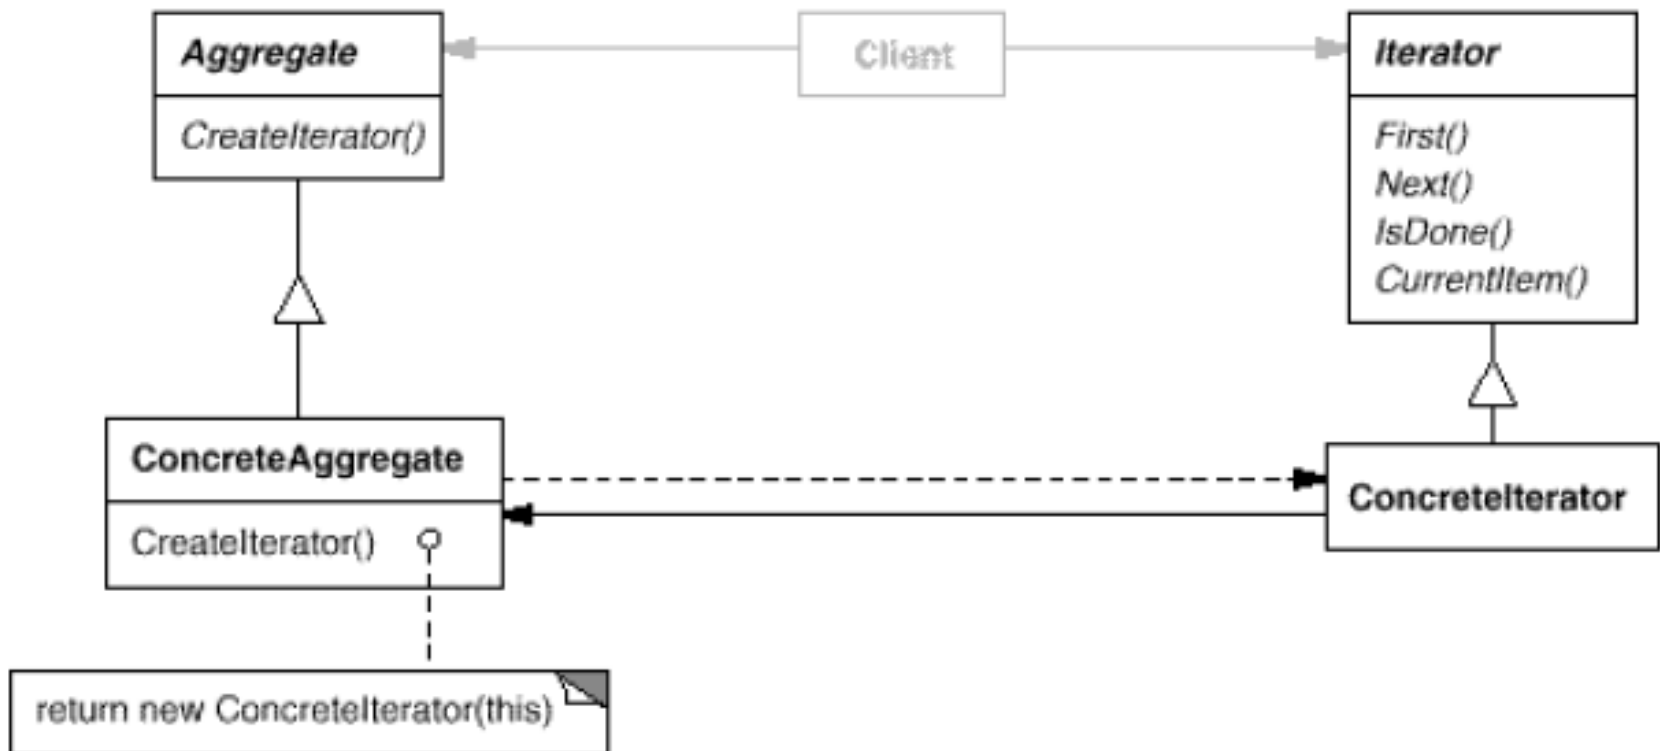 Aggregate
CreateIterator()
Client
Iterator
First()
Next()
IsDone()
CurrentItem()
ConcreteAggregate
CreateIterator()
ConcreteIterator
return new ConcreteIterator(this)